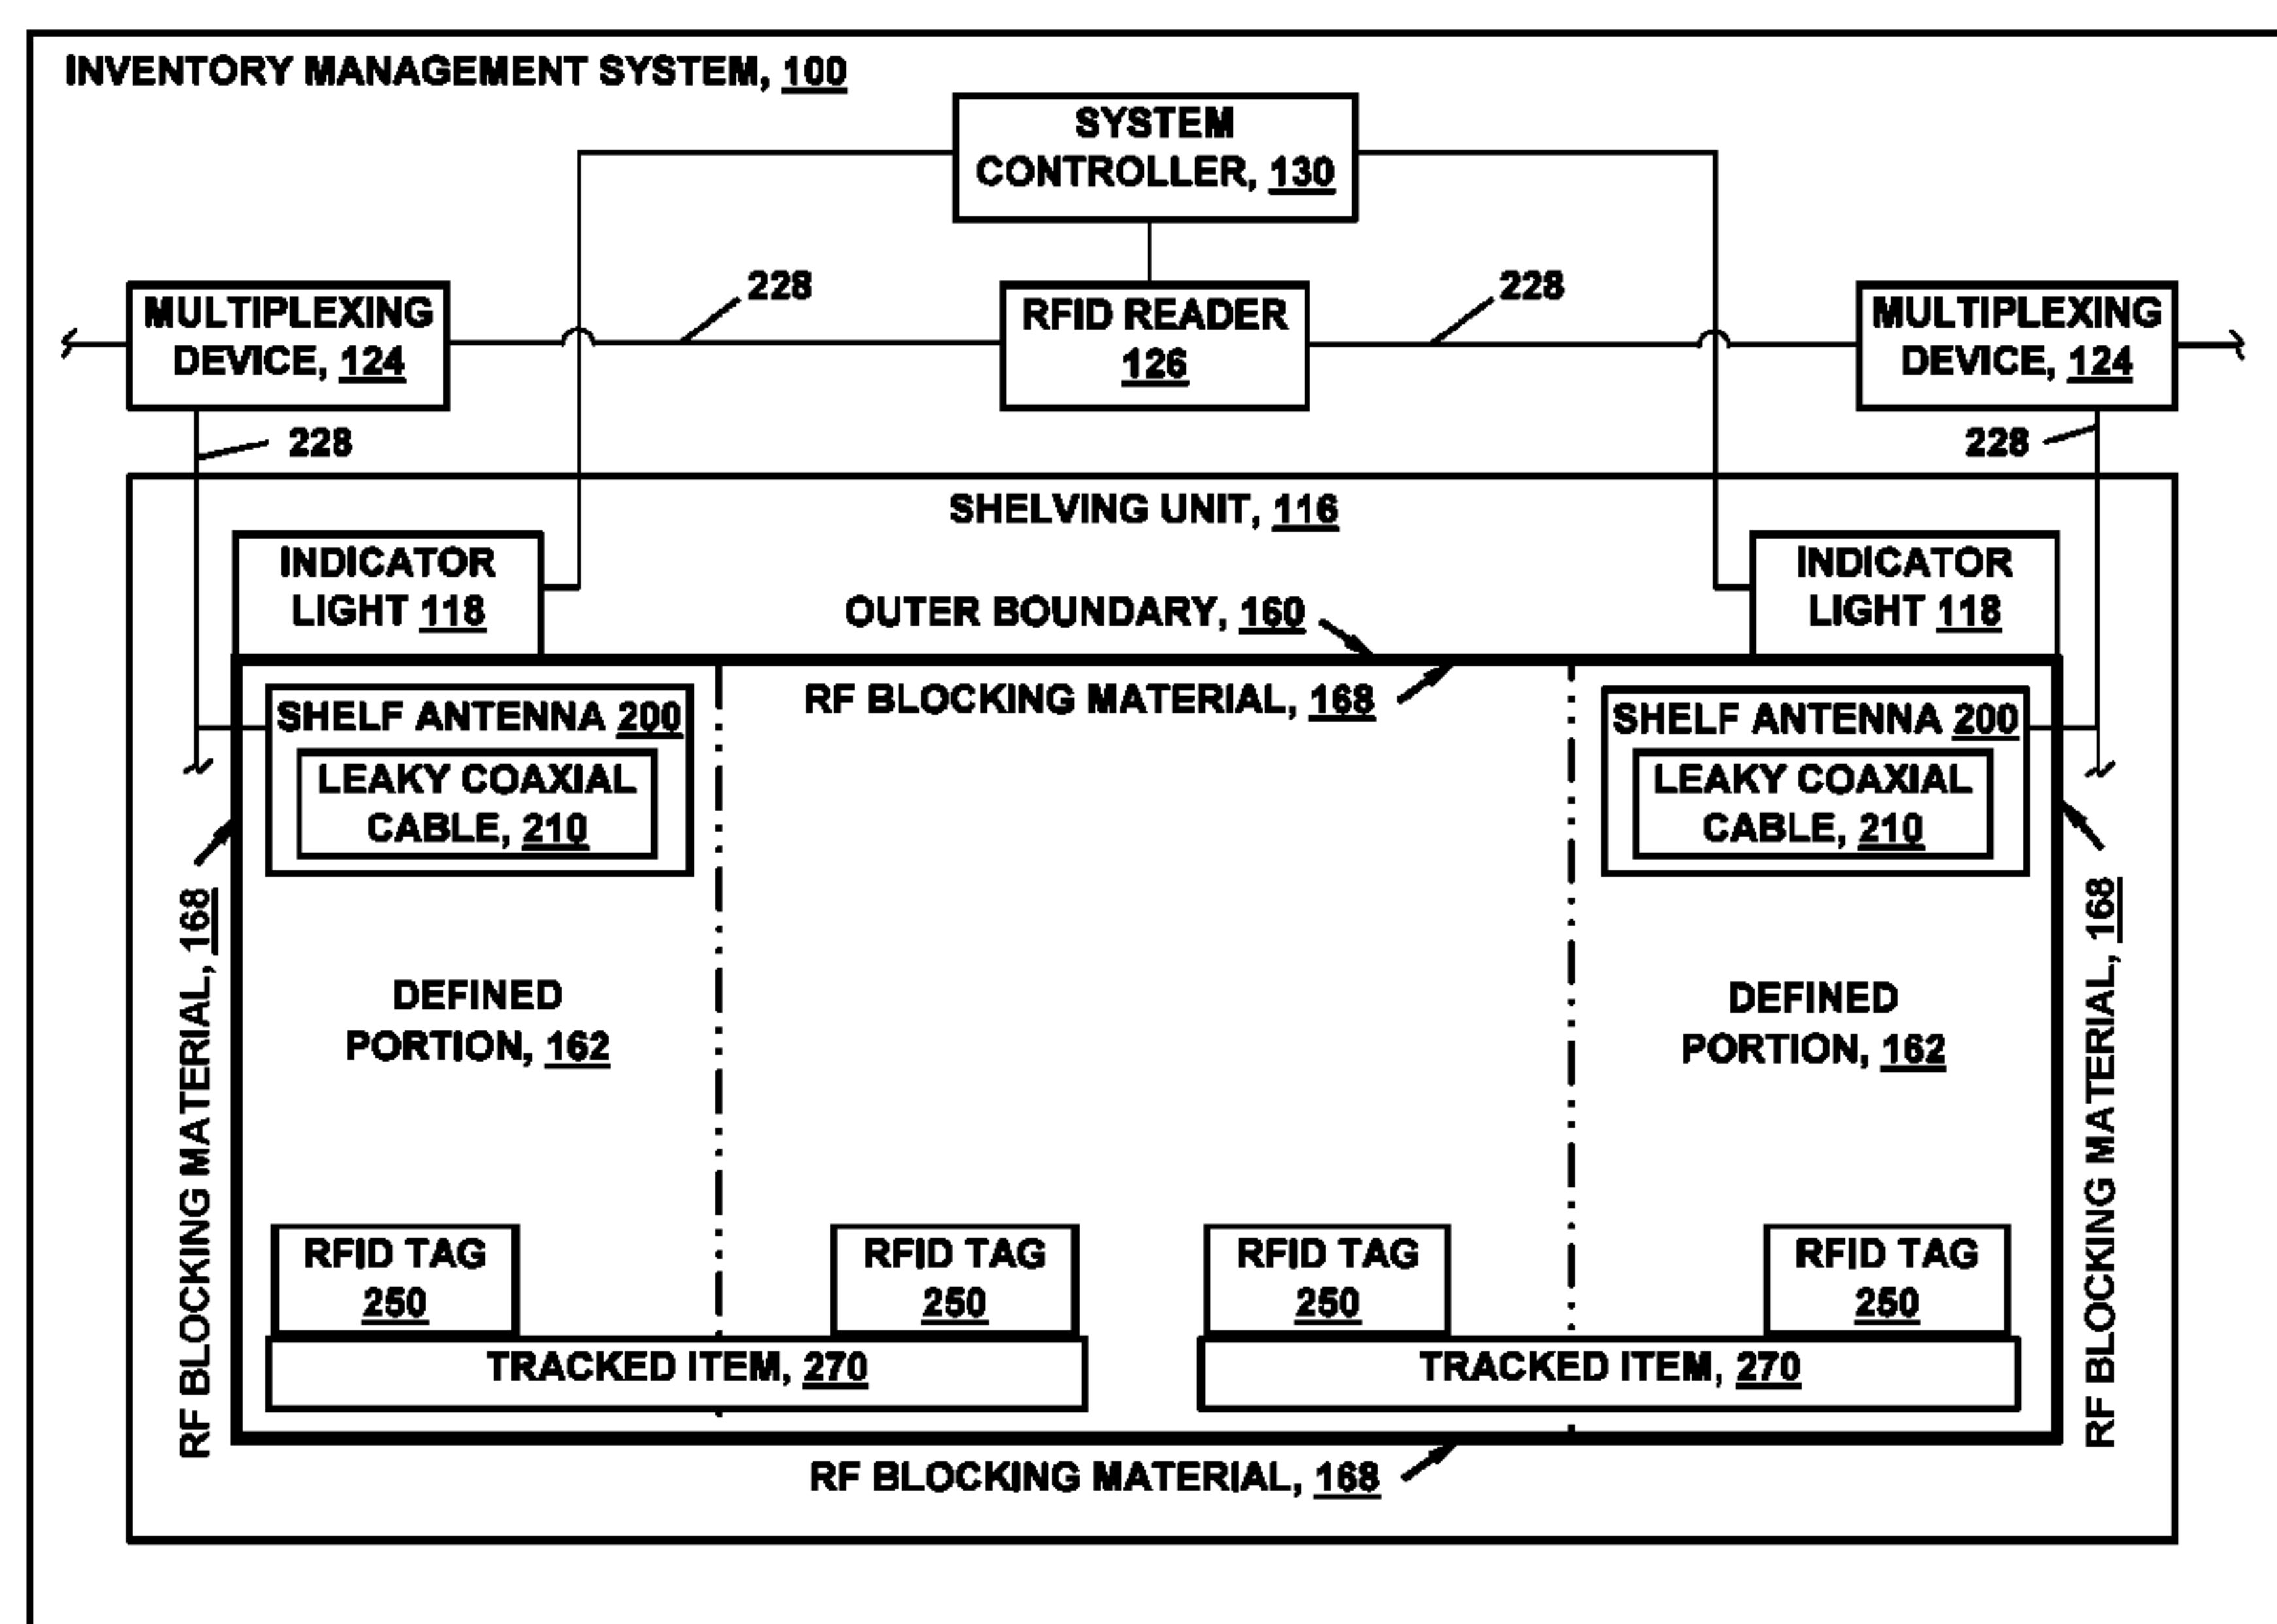 INVENTORY MANAGEMENT SYSTEM, 100
SYSTEM
CONTROLLER, 130
MULTIPLEXING
DEVICE, 124
228
RFID READER
126
228
MULTIPLEXING
DEVICE, 124
228
228
SHELVING UNIT, 116
INDICATOR
LIGHT 118
INDICATOR
LIGHT 118
OUTER BOUNDARY, 160
RF BLOCKING MATERIAL, 168
SHELF ANTENNA 200
LEAKY COAXIAL
CABLE, 210
SHELF ANTENNA 200
LEAKY COAXIAL
CABLE, 210
RF BLOCKING MATERIAL, 168
DEFINED
PORTION, 162
DEFINED
PORTION, 162
RF BLOCKING MATERIAL, 168
RFID TAG
250
RFID TAG
250
RFID TAG
250
RFID TAG
250
TRACKED ITEM, 270
TRACKED ITEM, 270
RF BLOCKING MATERIAL, 168